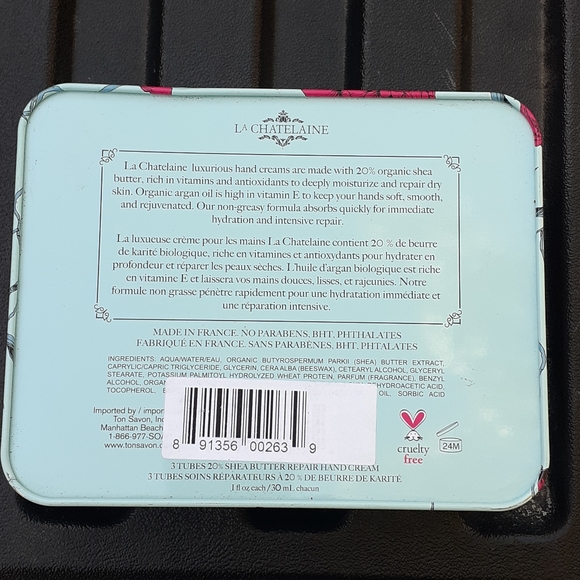 LA CHATELAINE
La Chatelaine luxurious hand creams are made with 20% organic shea
butter, rich in vitamins and antioxidants to deeply moisturize and repair dry
skin. Organic argan oil is high in vitamin E to keep your hands soft, smooth,
and rejuvenated. Our non-greasy formula absorbs quickly for immediate
hydration and intensive repair.
La luxueuse crème pour les mains La Chatelaine contient 20 % de beurre
de karité biologique, riche en vitamines et antioxidants pour hydrater en
profondeur et réparer les peaux sèches. L'huile d'argan biologique est riche
en vitamine E et laissera vos mains douces, lisses, et rajeunies. Notre
formule non grasse pénètre rapidement pour une hydratation immédiate et
une réparation intensive.
MADE IN FRANCE. NO PARABENS, BHT, PHTHALATES
FABRIQUÉ EN FRANCE. SANS PARABÈNES, BHT, PHTALATES
INGREDIENTS: AQUA/WATER/EAU, ORGANIC BUTYROSPERMUM PARKII (SHEA) BUTTER EXTRACT,
CAPRYLIC/CAPRIC TRIGLYCERIDE, GLYCERIN, CERA ALBA (BEESWAX), CETEARYL ALCOHOL, GLYCERYL
STEARATE, POTASSIUM PALMITOYL HYDROLYZED WHEAT PROTEIN, PARFUM (FRAGRANCE), BENZYL
ALCOHOL, ORGAN HYDROACETIC ACID,
TOCOPHEROL, OIL, SORBIC ACID
Imported by / impor
Ton Savon, Inc
Manhattan Beach
1-866-977-SO
www.tonsavon.c
8 91356 00263 9
cruelty
free
24M
3 TUBES 20% SHEA BUTTER REPAIR HAND CREAM
3 TUBES SOINS RÉPARATEURS À 20 % DE BEURRE DE KARITÉ
1 fl oz each / 30 mL chacun